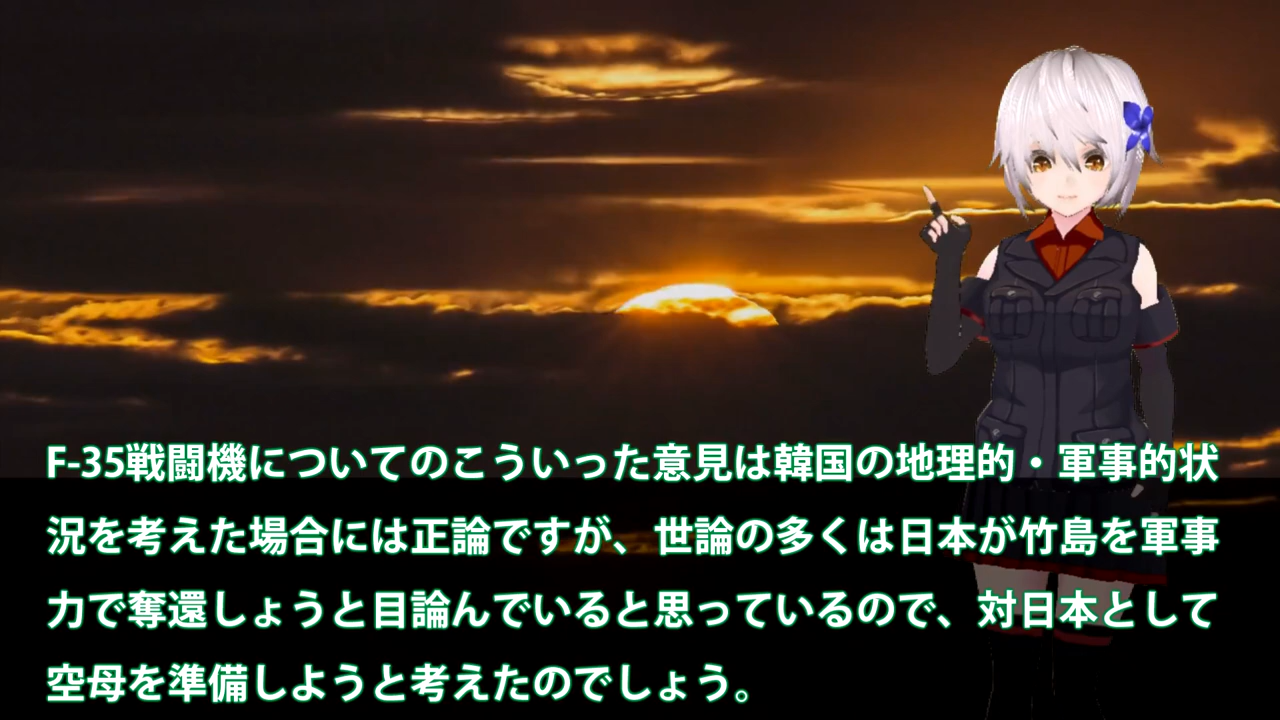 F-35戦闘機についてのこういった意見は韓国の地理的・軍事的状
況を考えた場合には正論ですが、世論の多くは日本が竹島を軍事
力で奪還しょうと目論んでいると思っているので、対日本として
空母を準備しようと考えたのでしょう。